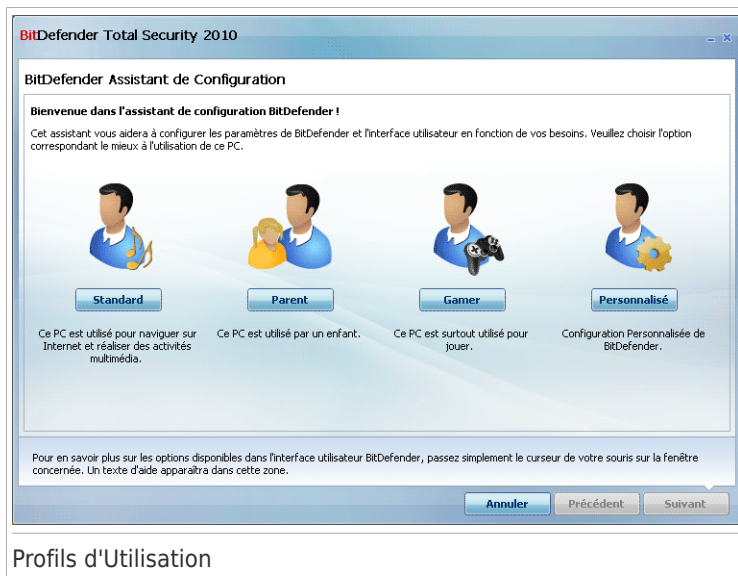 BitDefender Total Security 2010
BitDefender Assistant de Configuration
Bienvenue dans l'assistant de configuration BitDefender !
Cet assistant vous aidera à configurer les paramètres de BitDefender et l'interface utilisateur en fonction de vos besoins. Veuillez choisir l'option
correspondant le mieux à l'utilisation de ce PC.
Standard
Parent
Gamer
Personnalisé
Ce PC est utilisé pour naviguer sur
Internet et réaliser des activités
multimédia.
Ce PC est utilisé par un enfant.
Ce PC est surtout utilisé pour
jouer.
Configuration Personnalisée de
BitDefender.
Pour en savoir plus sur les options disponibles dans l'interface utilisateur BitDefender, passez simplement le curseur de votre souris sur la fenêtre
concernée. Un texte d'aide apparaîtra dans cette zone.
Annuler
Précédent
Suivant
Profils d'Utilisation